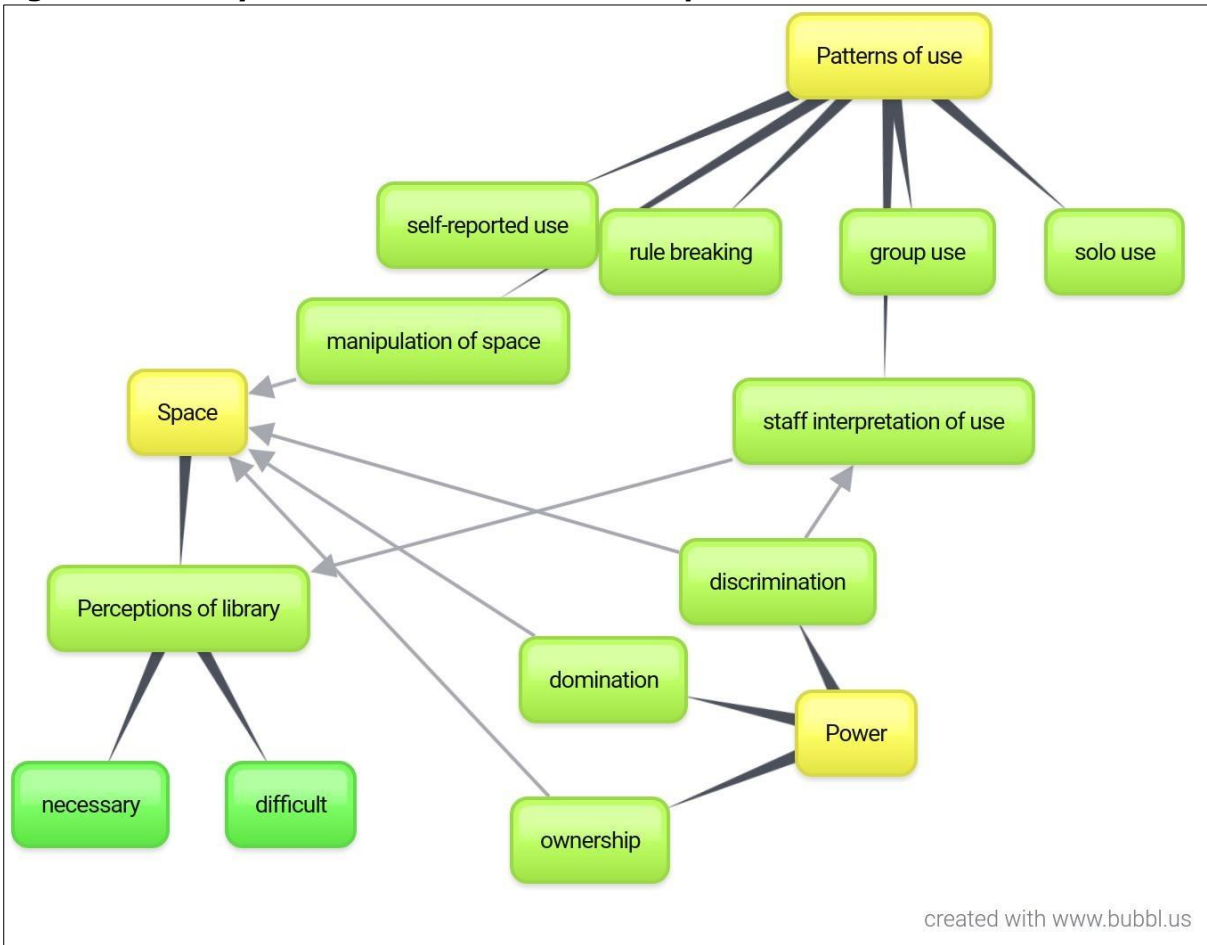 Patterns of use
self-reported use
rule breaking
group use
solo use
manipulation of space
Space
staff interpretation of use
Perceptions of library
discrimination
domination
Power
necessary
difficult
ownership
created with www.bubbl.us